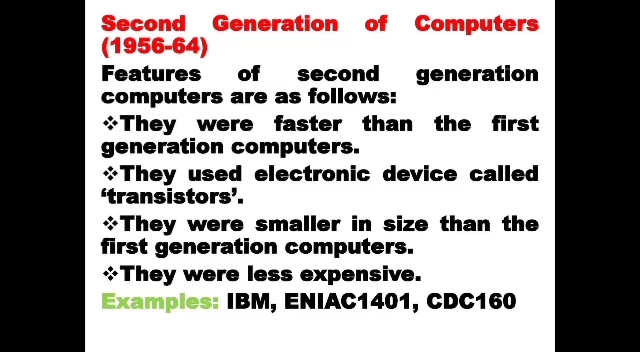 Second Generation of Computers
(1956-64)
Features of second generation
computers are as follows:
❖They were faster than the first
generation computers.
❖They used electronic device called
‘transistors’.
❖They were smaller in size than the
first generation computers.
❖They were less expensive.
Examples: IBM, ENIAC1401, CDC160